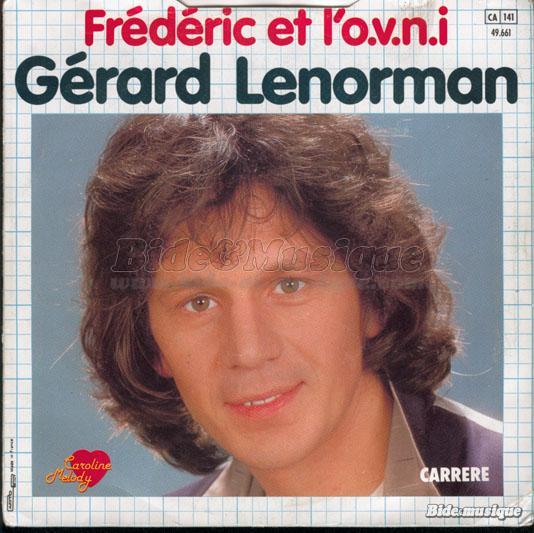 Frédéric et l'o.v.n.i
CA 141
49.661
Gérard Lenorman
Bide&Musique
Caroline
Melody
CARRERE
Bide&musique